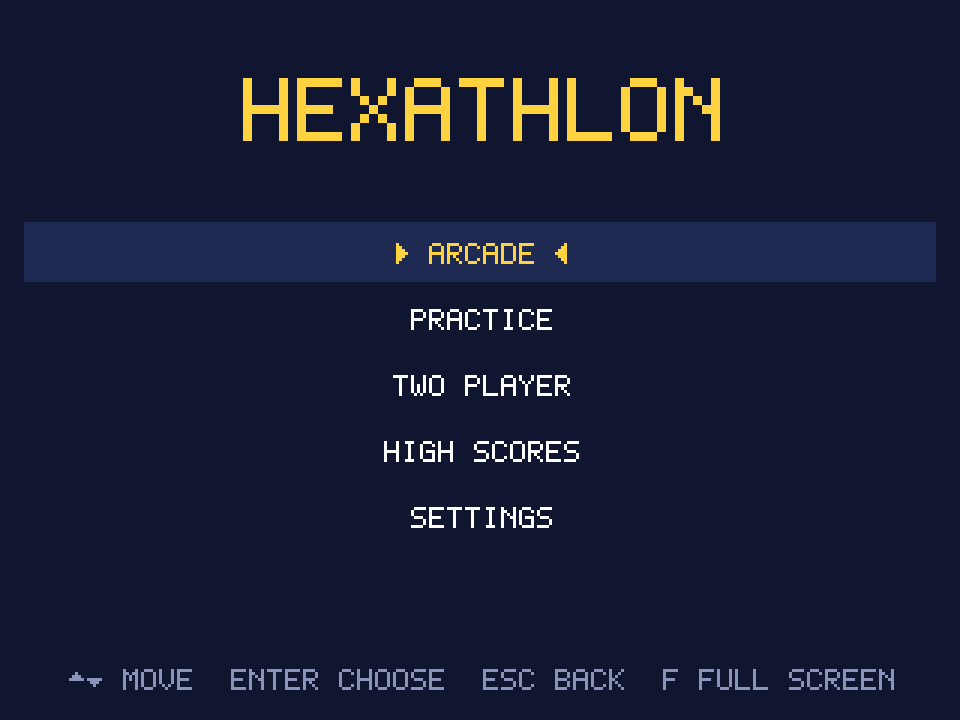 HEXATHLON
ARCADE
PRACTICE
TWO PLAYER
HIGH SCORES
SETTINGS
MOVE ENTER CHOOSE ESC BACK F FULL SCREEN